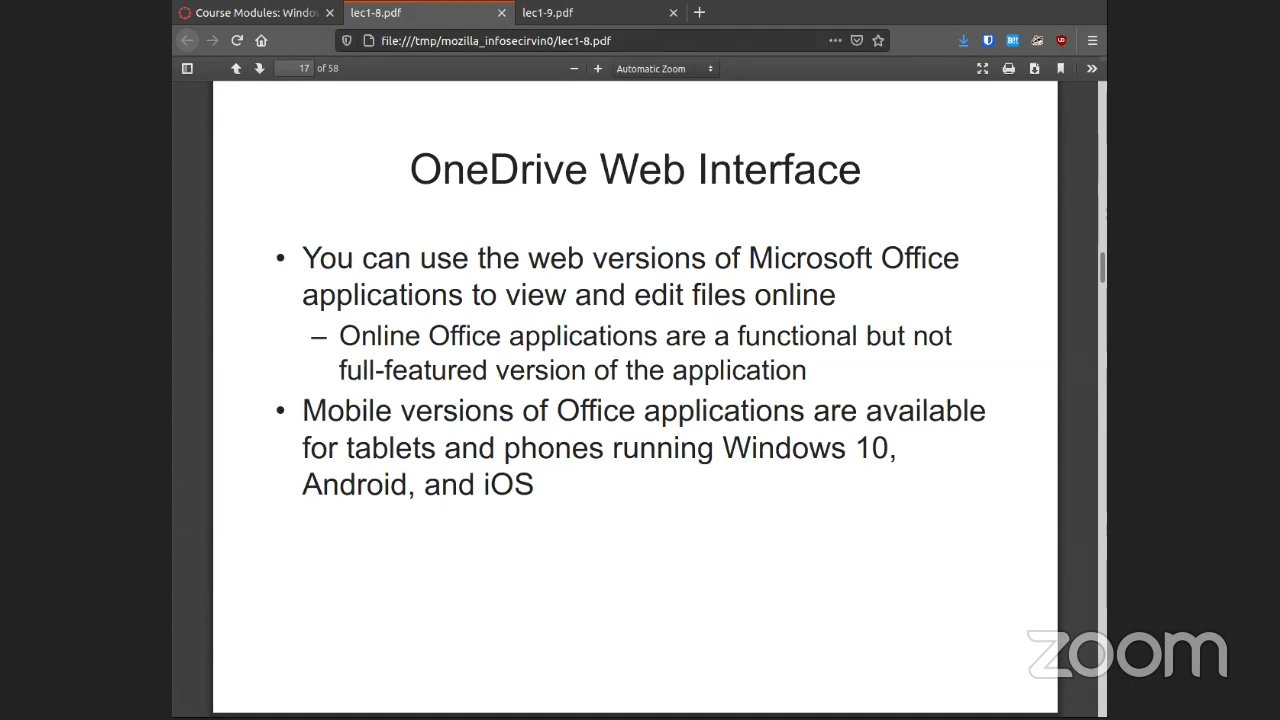 Course Modules: Windo
lec1-8.pdf
lec1-9.pdf
file:///tmp/mozilla_infosecirvin0/lec1-8.pdf
17 of 58
Automatic Zoom
OneDrive Web Interface
• You can use the web versions of Microsoft Office
applications to view and edit files online
– Online Office applications are a functional but not
full-featured version of the application
• Mobile versions of Office applications are available
for tablets and phones running Windows 10,
Android, and iOS
zoom